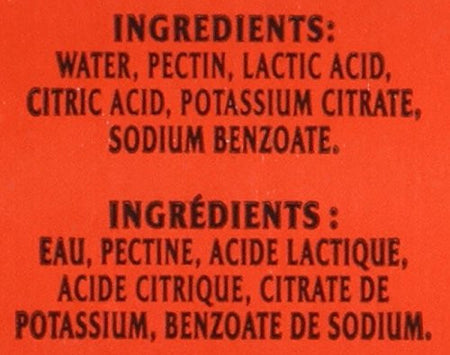 INGREDIENTS:
WATER, PECTIN, LACTIC ACID,
CITRIC ACID, POTASSIUM CITRATE,
SODIUM BENZOATE.
INGRÉDIENTS :
EAU, PECTINE, ACIDE LACTIQUE,
ACIDE CITRIQUE, CITRATE DE
POTASSIUM, BENZOATE DE SODIUM.